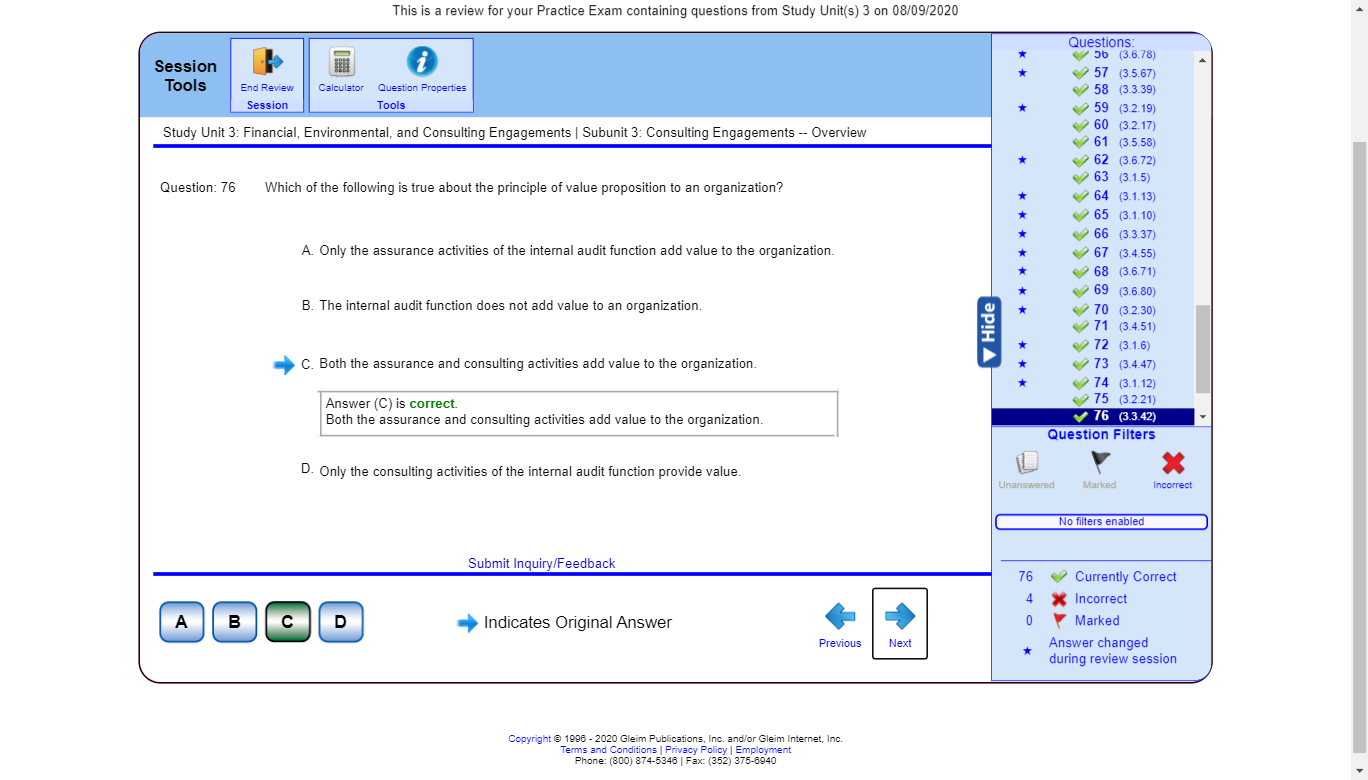 This is a review for your Practice Exam containing questions from Study Unit(s) 3 on 08/09/2020
Session Tools
End Review
Session
Calculator
Question Properties
Tools
Study Unit 3: Financial, Environmental, and Consulting Engagements | Subunit 3: Consulting Engagements -- Overview
Question: 76 Which of the following is true about the principle of value proposition to an organization?
A. Only the assurance activities of the internal audit function add value to the organization.
B. The internal audit function does not add value to an organization.
C. Both the assurance and consulting activities add value to the organization.
Answer (C) is correct.
Both the assurance and consulting activities add value to the organization.
D. Only the consulting activities of the internal audit function provide value.
Submit Inquiry/Feedback
A B C D
Indicates Original Answer
Previous
Next
Hide
Questions:
56 (3.6.78)
57 (3.5.67)
58 (3.3.39)
59 (3.2.19)
60 (3.2.17)
61 (3.5.58)
62 (3.6.72)
63 (3.1.5)
64 (3.1.13)
65 (3.1.10)
66 (3.3.37)
67 (3.4.55)
68 (3.6.71)
69 (3.6.80)
70 (3.2.30)
71 (3.4.51)
72 (3.1.6)
73 (3.4.47)
74 (3.1.12)
75 (3.2.21)
76 (3.3.42)
Question Filters
Unanswered
Marked
Incorrect
No filters enabled
76 Currently Correct
4 Incorrect
0 Marked
Answer changed
during review session
Copyright © 1996 - 2020 Gleim Publications, Inc. and/or Gleim Internet, Inc.
Terms and Conditions | Privacy Policy | Employment
Phone: (800) 874-5346 | Fax: (352) 375-6940